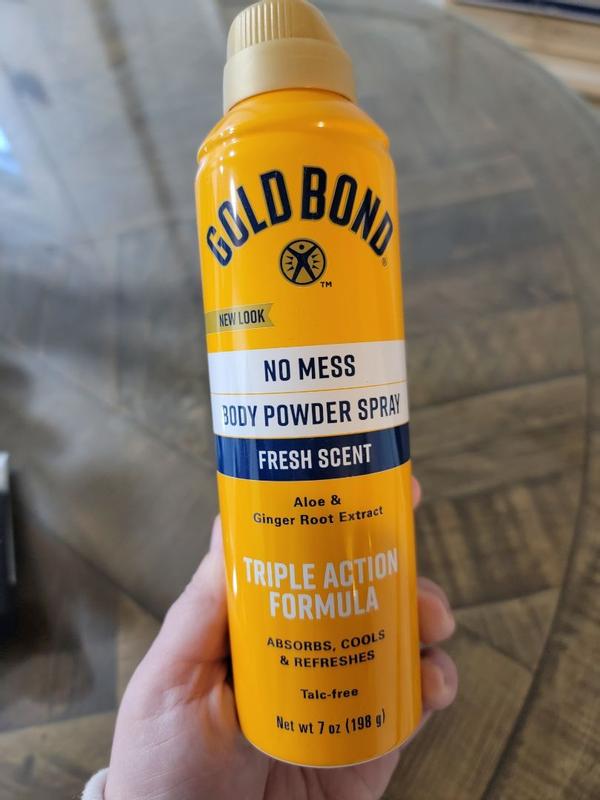 GOLD BOND
®
TM
NEW LOOK
NO MESS
BODY POWDER SPRAY
FRESH SCENT
Aloe &
Ginger Root Extract
TRIPLE ACTION
FORMULA
ABSORBS, COOLS
& REFRESHES
Talc-free
Net wt 7 oz (198 g)